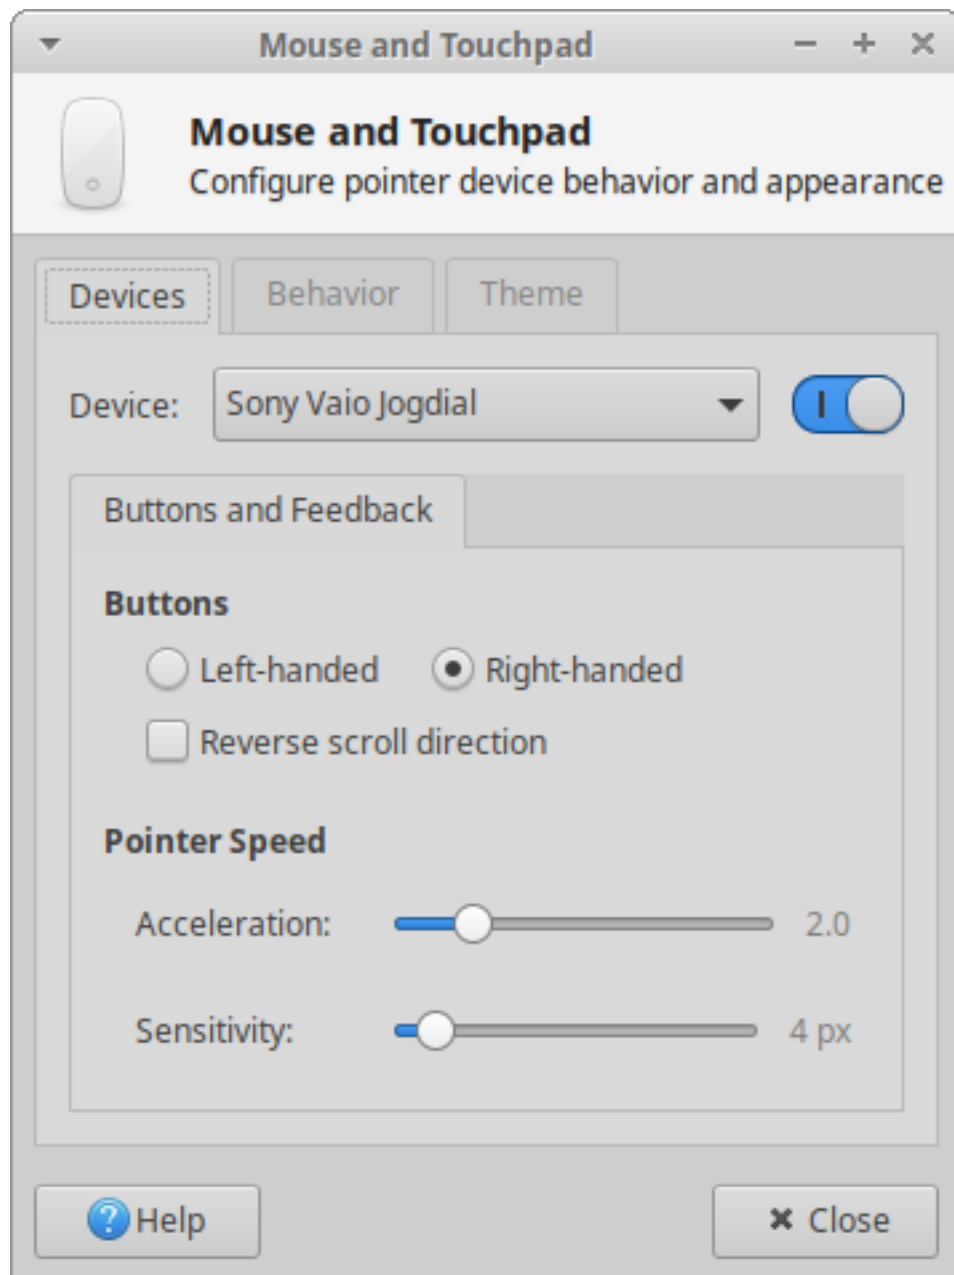 Mouse and Touchpad
Mouse and Touchpad
Configure pointer device behavior and appearance
Devices Behavior Theme
Device: Sony Vaio Jogdial
Buttons and Feedback
Buttons
Left-handed Right-handed
Reverse scroll direction
Pointer Speed
Acceleration: 2.0
Sensitivity: 4 px
Help Close